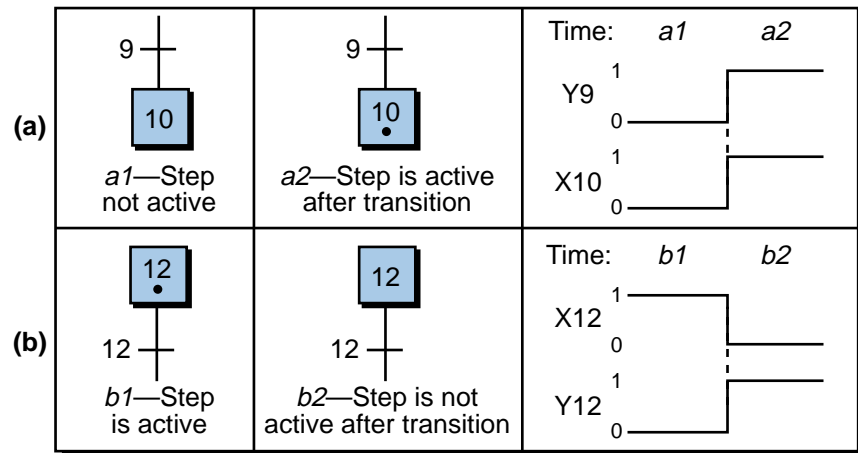 (a)
9
10
a1—Step
not active
9
10
a2—Step is active
after transition
Time: a1 a2
1
Y9
0
1
X10
0
(b)
12
12
b1—Step
is active
12
12
b2—Step is not
active after transition
Time: b1 b2
1
X12
0
1
Y12
0